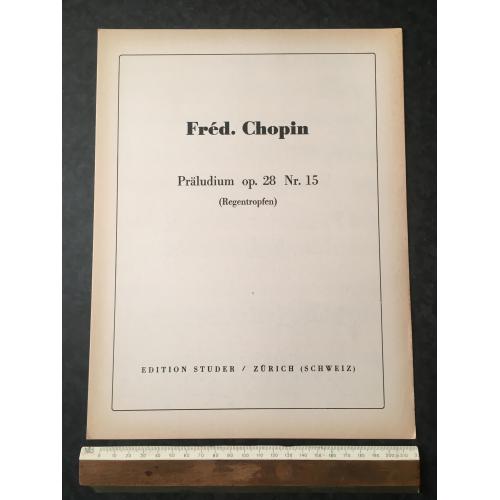 Fréd. Chopin
Präludium op. 28 Nr. 15
(Regentropfen)
EDITION STUDER / ZÜRICH (SCHWEIZ)